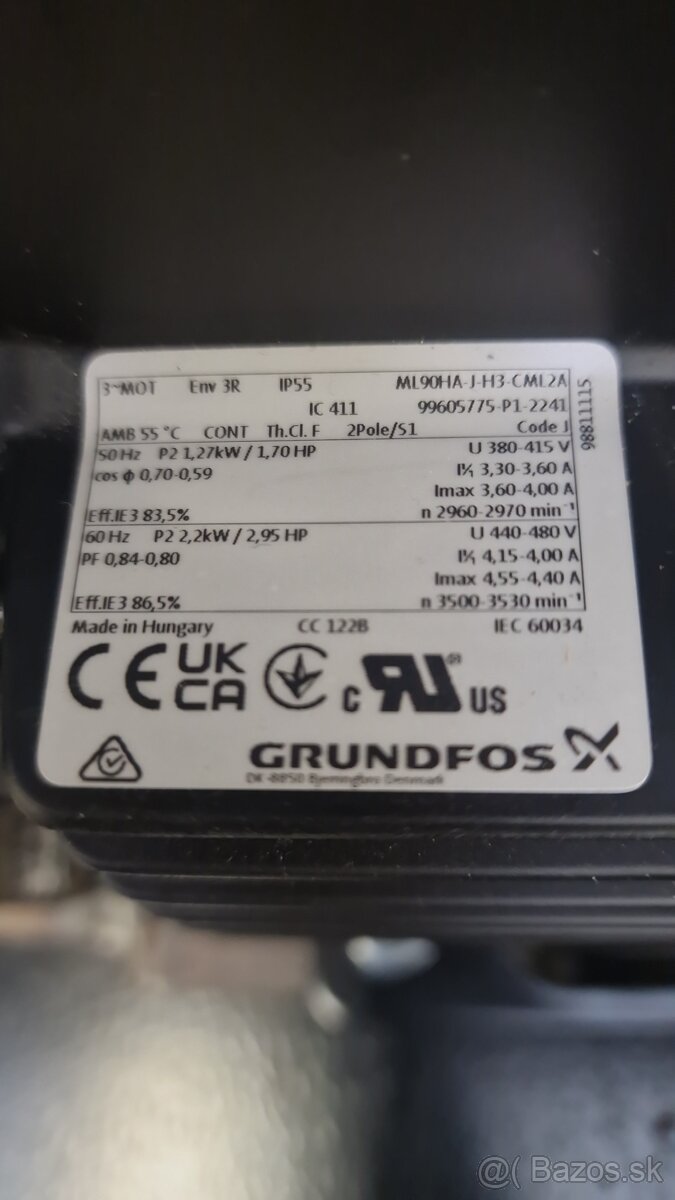 3~MOT Env 3R IP55 ML90HA-J-H3-CML2A
IC 411 99605775-P1-2241
AMB 55 °C CONT Th.Cl. F 2Pole/S1 Code J
98811115
50 Hz P2 1,27kW / 1,70 HP U 380-415 V
cos φ 0,70-0,59 I1/1 3,30-3,60 A
Imax 3,60-4,00 A
Eff.IE3 83,5% n 2960-2970 min⁻¹
60 Hz P2 2,2kW / 2,95 HP U 440-480 V
PF 0,84-0,80 I1/1 4,15-4,00 A
Imax 4,55-4,40 A
Eff.IE3 86,5% n 3500-3530 min⁻¹
Made in Hungary CC 122B IEC 60034
CE UK CA c RU ® US
GRUNDFOS
DK-8850 Bjerringbro Denmark
@( Bazos.sk